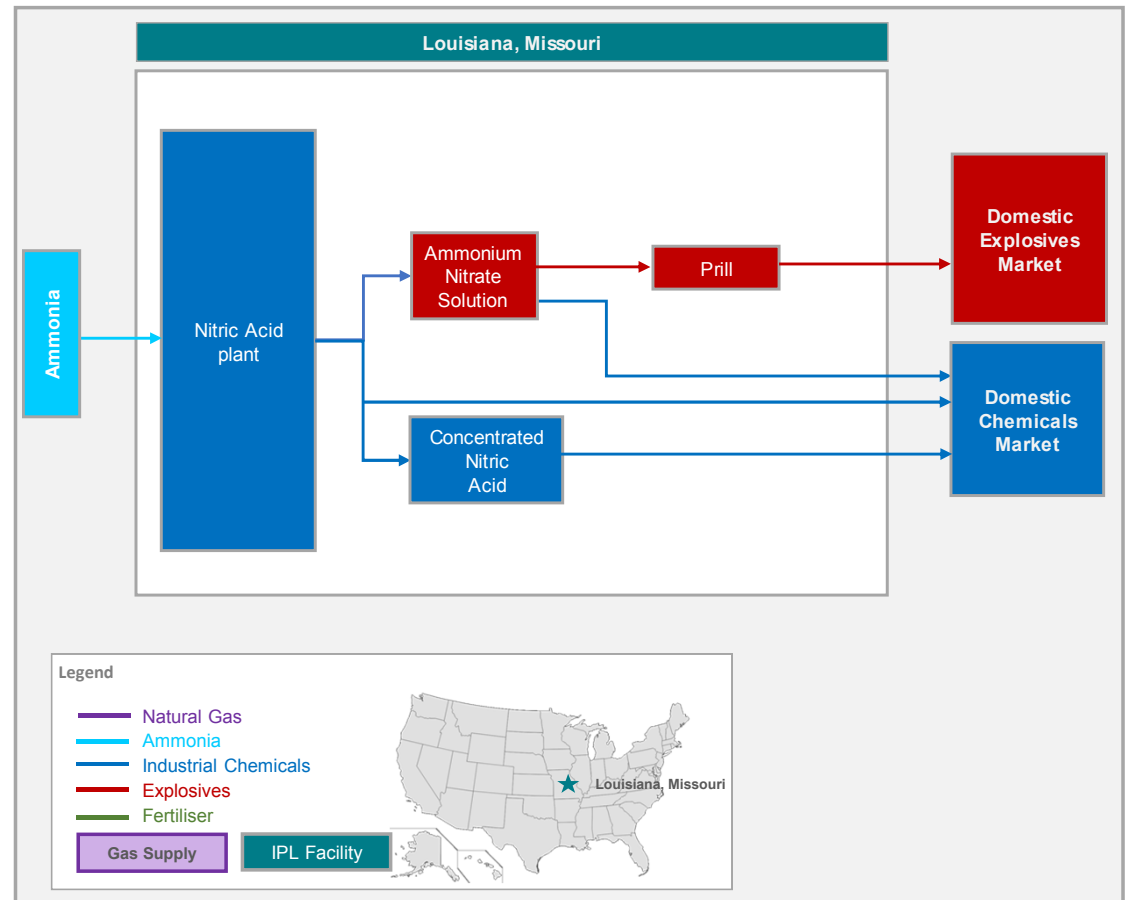 Louisiana, Missouri
Ammonia
Nitric Acid
plant
Ammonium
Nitrate
Solution
Prill
Concentrated
Nitric
Acid
Domestic
Explosives
Market
Domestic
Chemicals
Market
Legend
Natural Gas
Ammonia
Industrial Chemicals
Explosives
Fertiliser
Gas Supply
IPL Facility
Louisiana, Missouri